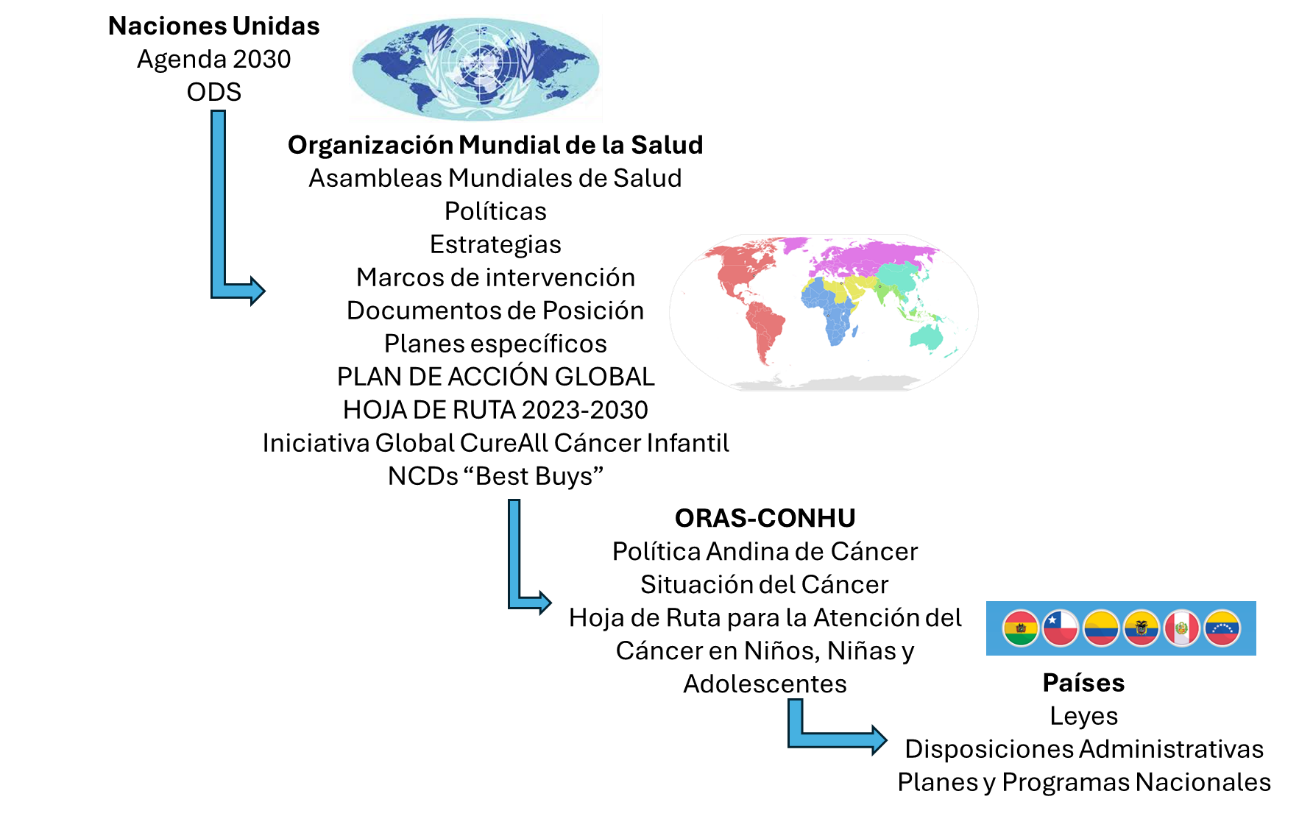 Naciones Unidas
Agenda 2030
ODS
Organización Mundial de la Salud
Asambleas Mundiales de Salud
Políticas
Estrategias
Marcos de intervención
Documentos de Posición
Planes específicos
PLAN DE ACCIÓN GLOBAL
HOJA DE RUTA 2023-2030
Iniciativa Global CureAll Cáncer Infantil
NCDs “Best Buys”
ORAS-CONHU
Política Andina de Cáncer
Situación del Cáncer
Hoja de Ruta para la Atención del
Cáncer en Niños, Niñas y
Adolescentes
Países
Leyes
Disposiciones Administrativas
Planes y Programas Nacionales